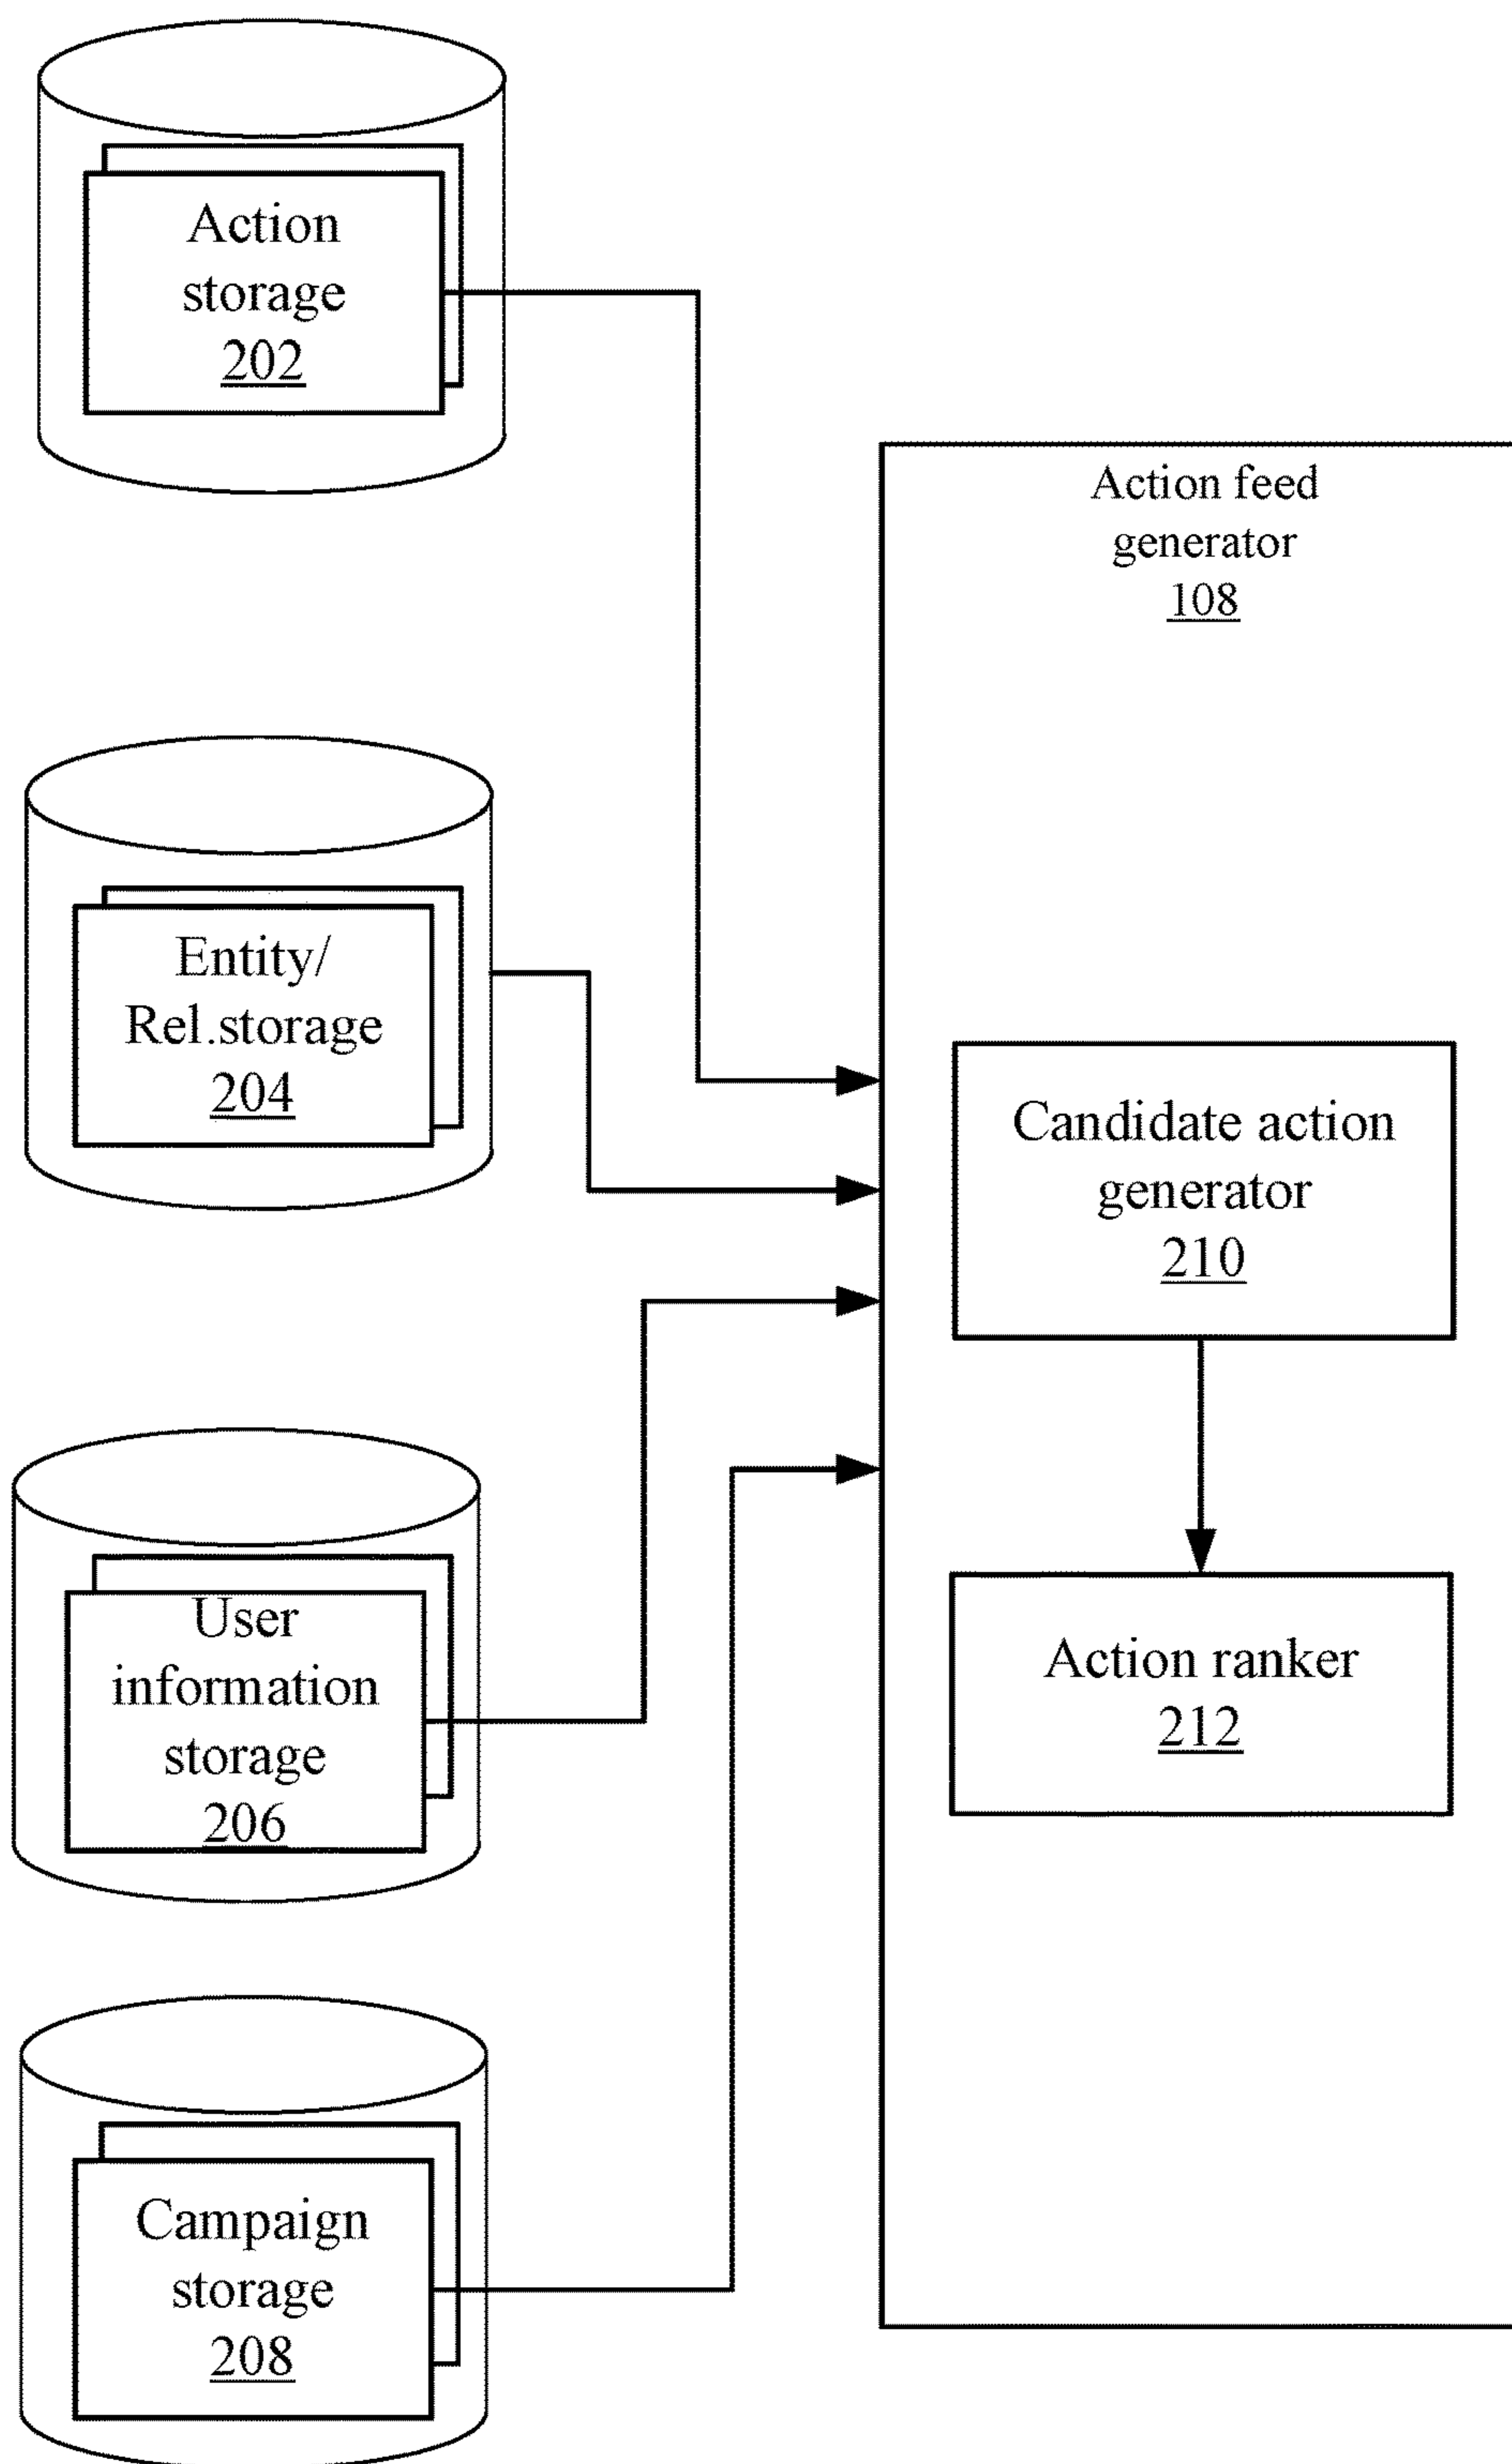 Action
storage
202
Action feed
generator
108
Entity/
Rel.storage
204
Candidate action
generator
210
User
information
storage
206
Action ranker
212
Campaign
storage
208